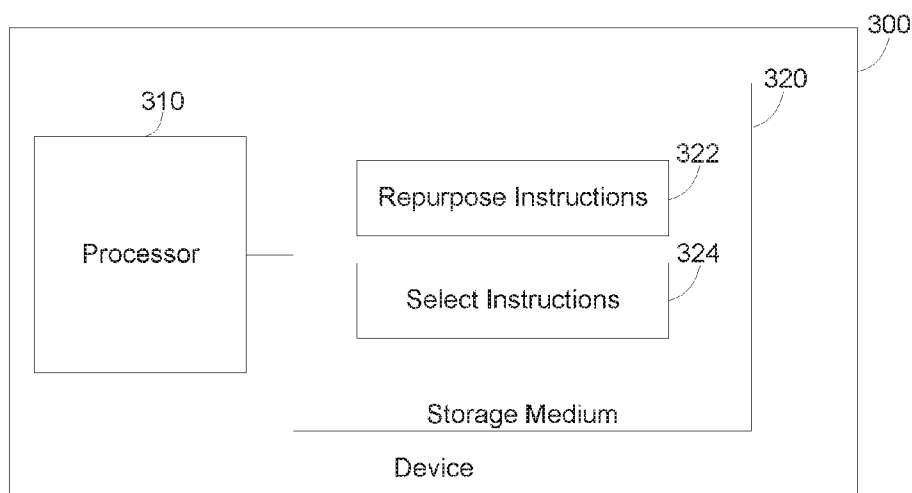 300
320
310
322
Repurpose Instructions
Processor
324
Select Instructions
Storage Medium
Device